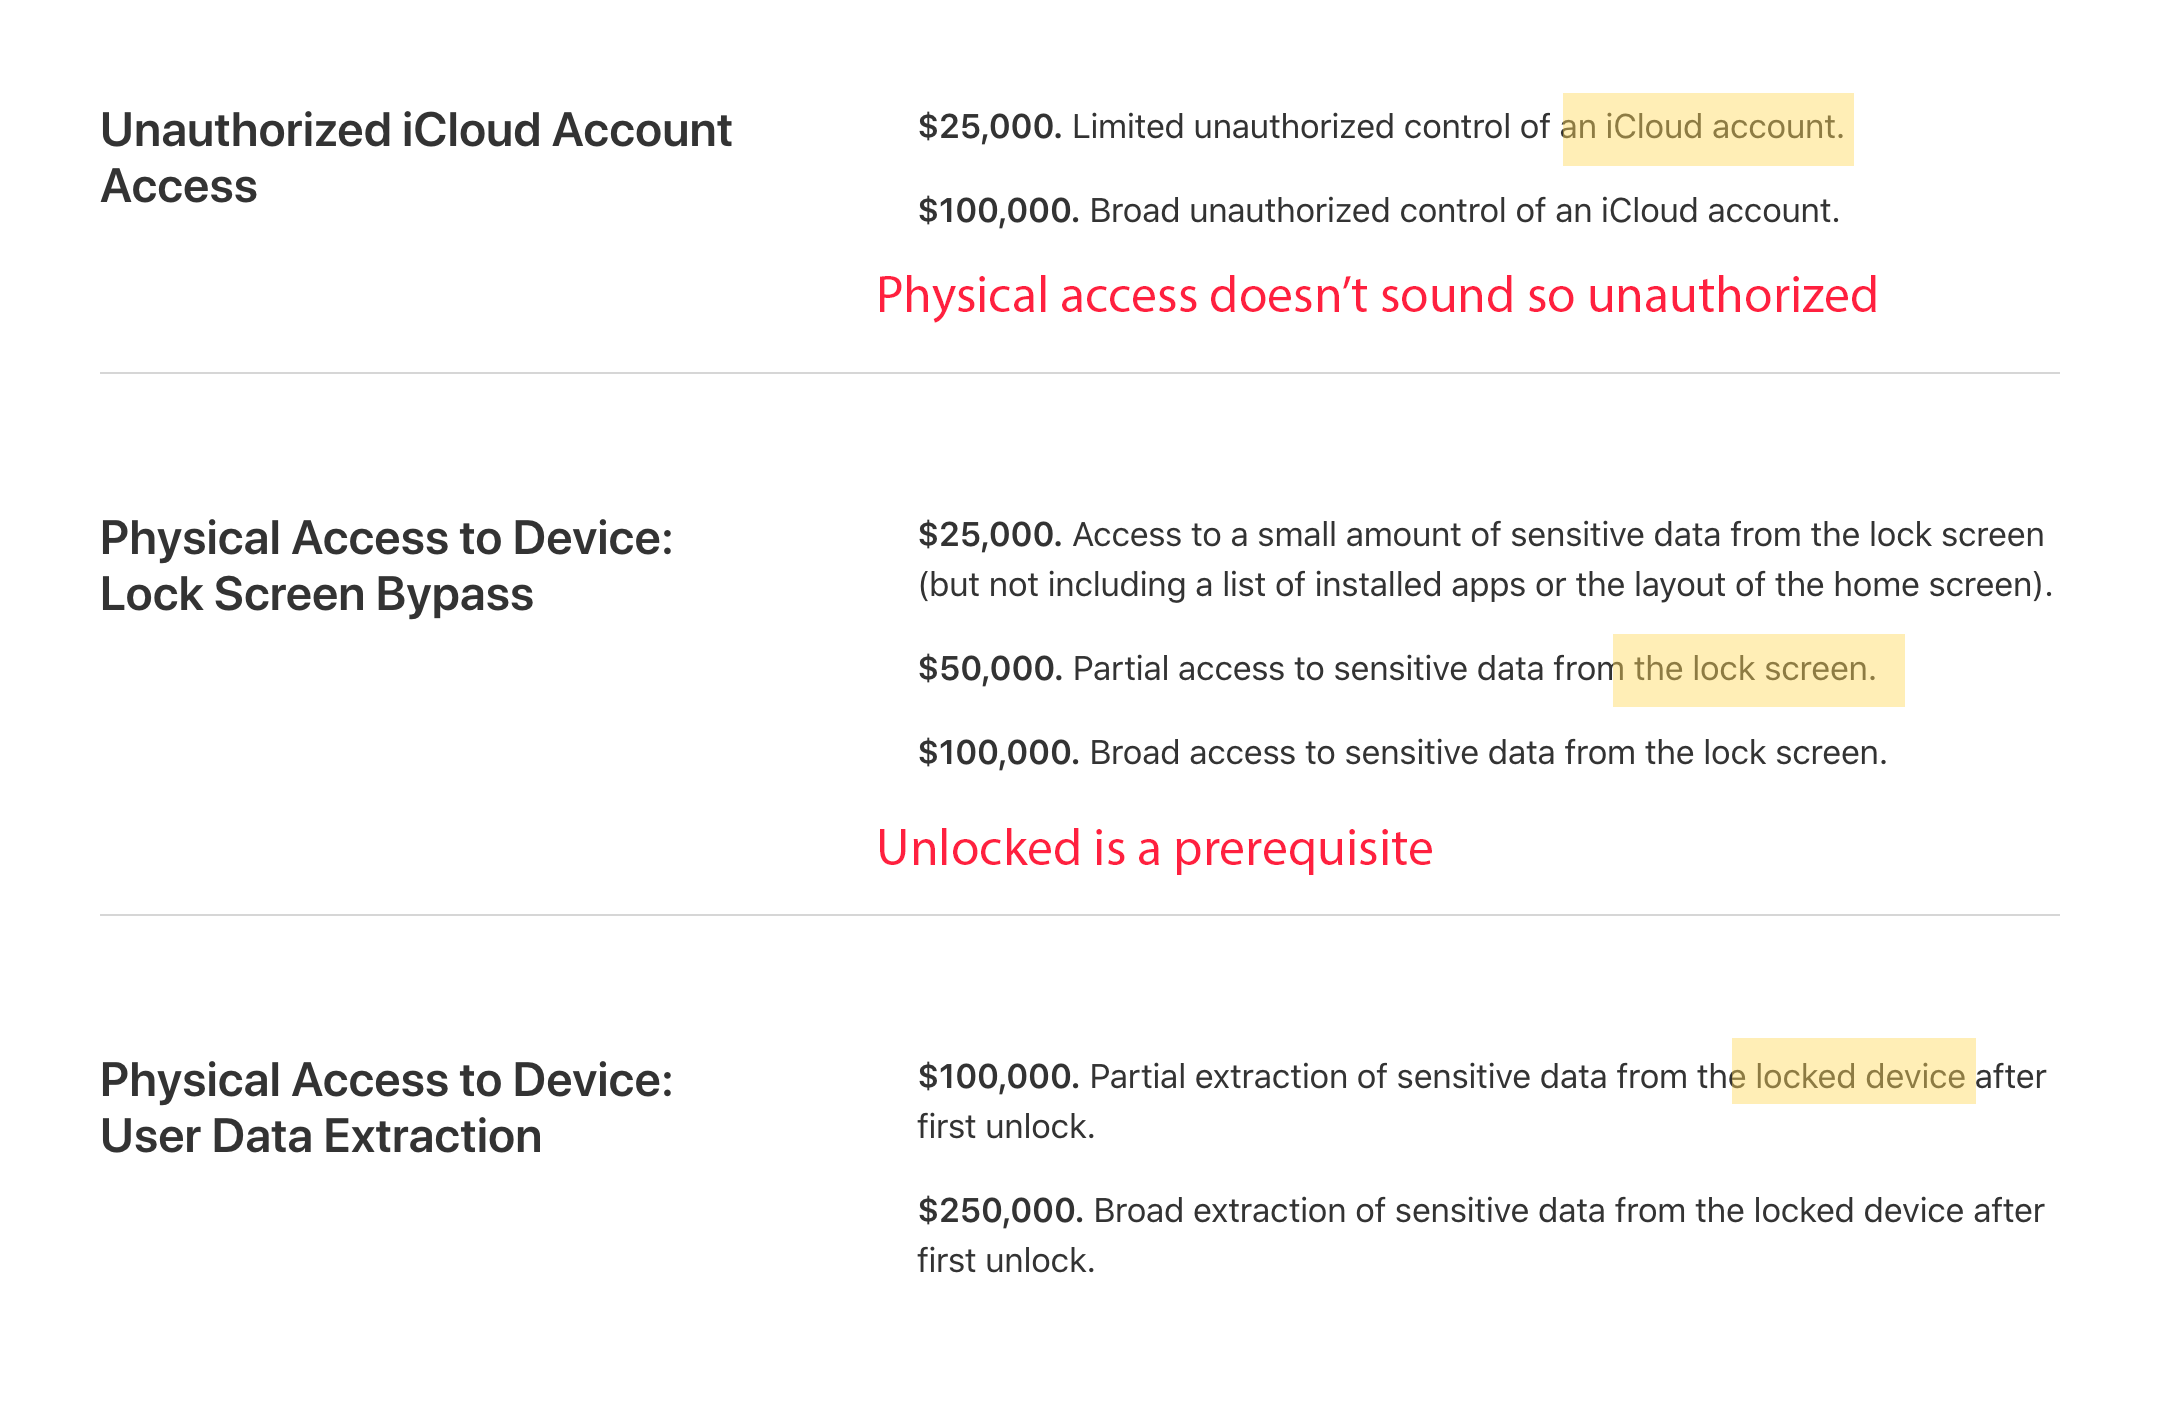 Unauthorized iCloud Account
Access
$25,000. Limited unauthorized control of an iCloud account.
$100,000. Broad unauthorized control of an iCloud account.
Physical access doesn’t sound so unauthorized
Physical Access to Device:
Lock Screen Bypass
$25,000. Access to a small amount of sensitive data from the lock screen
(but not including a list of installed apps or the layout of the home screen).
$50,000. Partial access to sensitive data from the lock screen.
$100,000. Broad access to sensitive data from the lock screen.
Unlocked is a prerequisite
Physical Access to Device:
User Data Extraction
$100,000. Partial extraction of sensitive data from the locked device after
first unlock.
$250,000. Broad extraction of sensitive data from the locked device after
first unlock.